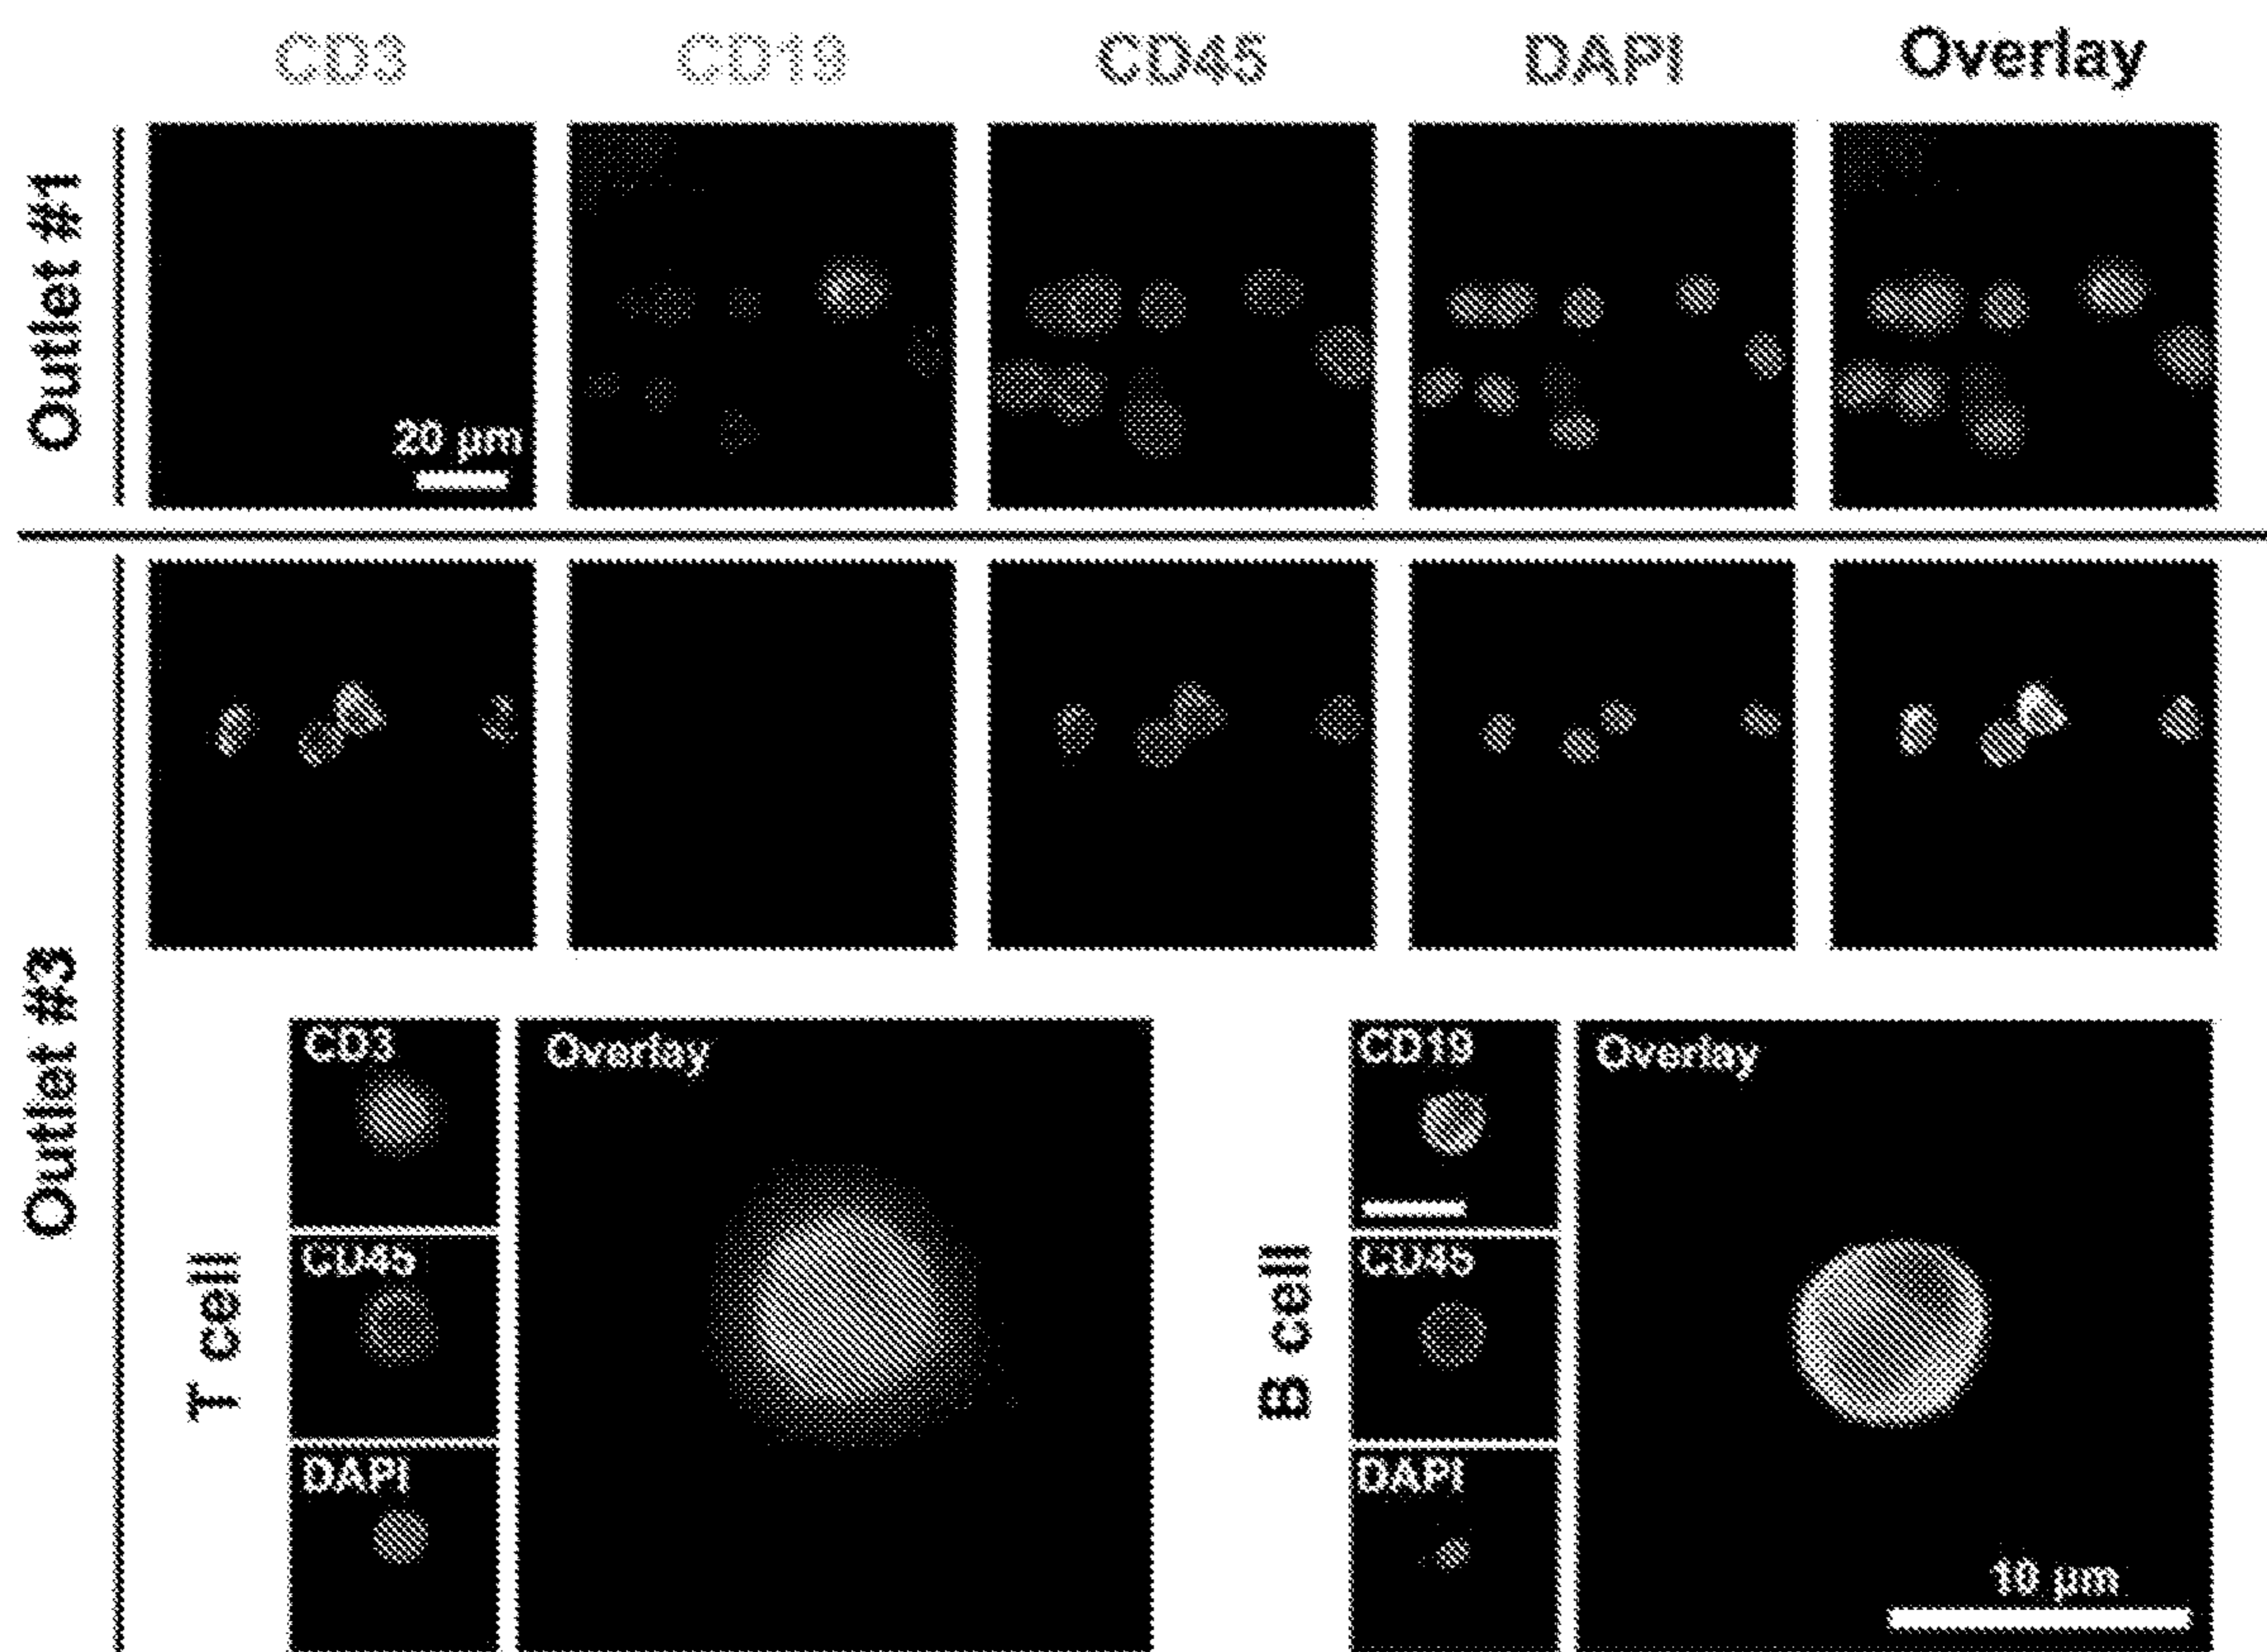 CD3 CD19 CD45 DAPI Overlay
Outlet #1
20 µm
Outlet #3
T cell
CD3
CD45
DAPI
Overlay
B cell
CD19
CD45
DAPI
Overlay
10 µm